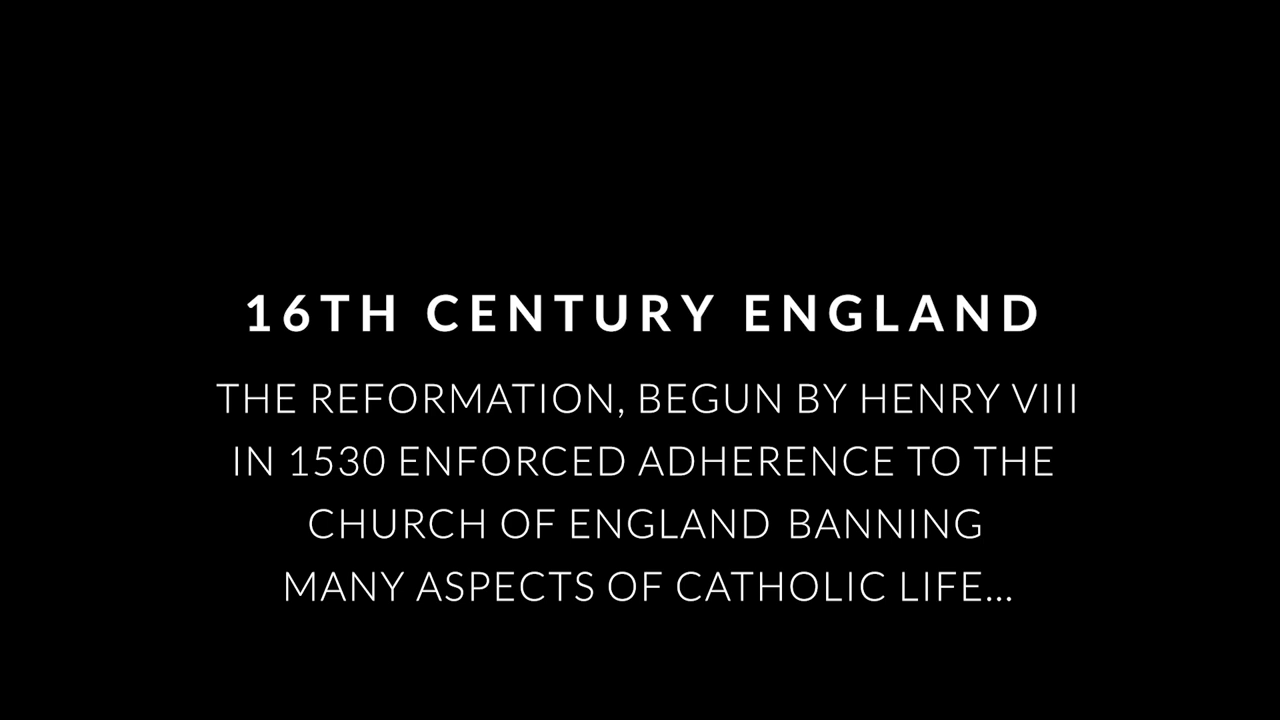 16TH CENTURY ENGLAND
THE REFORMATION, BEGUN BY HENRY VIII
IN 1530 ENFORCED ADHERENCE TO THE
CHURCH OF ENGLAND BANNING
MANY ASPECTS OF CATHOLIC LIFE...